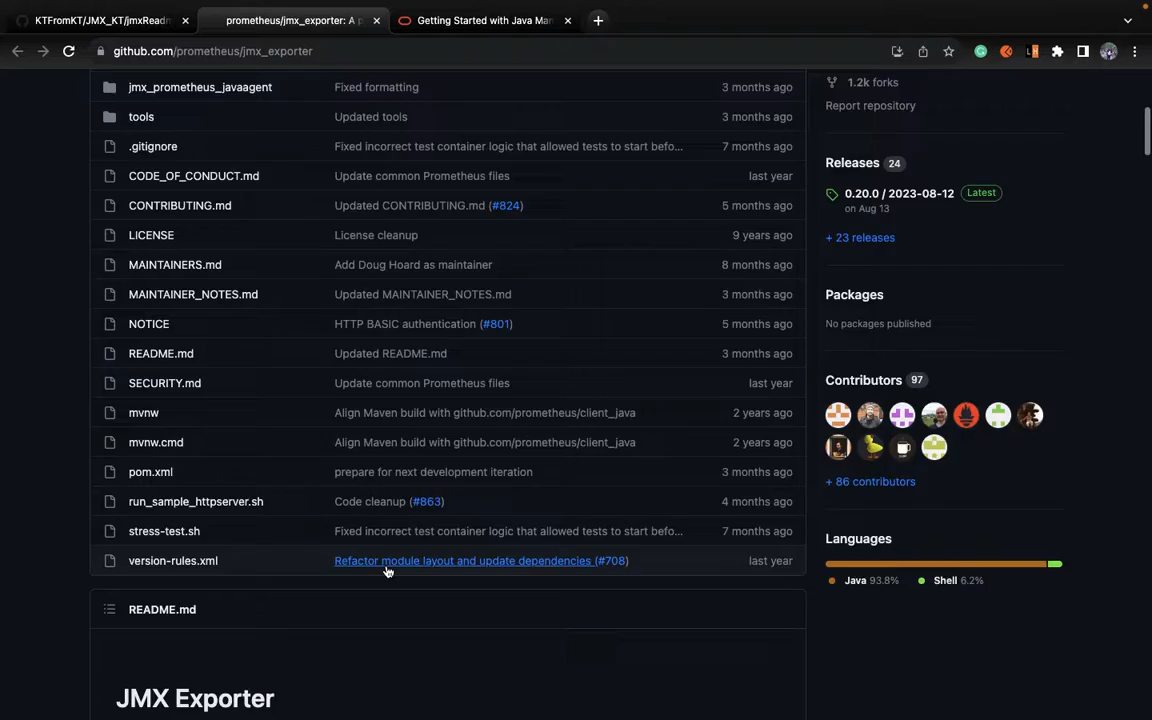 KTFromKT/JMX_KT/jmxReadm
prometheus/jmx_exporter: A p
Getting Started with Java Man
github.com/prometheus/jmx_exporter
jmx_prometheus_javaagent Fixed formatting 3 months ago
tools Updated tools 3 months ago
.gitignore Fixed incorrect test container logic that allowed tests to start befo... 7 months ago
CODE_OF_CONDUCT.md Update common Prometheus files last year
CONTRIBUTING.md Updated CONTRIBUTING.md (#824) 5 months ago
LICENSE License cleanup 9 years ago
MAINTAINERS.md Add Doug Hoard as maintainer 8 months ago
MAINTAINER_NOTES.md Updated MAINTAINER_NOTES.md 3 months ago
NOTICE HTTP BASIC authentication (#801) 5 months ago
README.md Updated README.md 3 months ago
SECURITY.md Update common Prometheus files last year
mvnw Align Maven build with github.com/prometheus/client_java 2 years ago
mvnw.cmd Align Maven build with github.com/prometheus/client_java 2 years ago
pom.xml prepare for next development iteration 3 months ago
run_sample_httpserver.sh Code cleanup (#863) 4 months ago
stress-test.sh Fixed incorrect test container logic that allowed tests to start befo... 7 months ago
version-rules.xml Refactor module layout and update dependencies (#708) last year
README.md
JMX Exporter
1.2k forks
Report repository
Releases 24
0.20.0 / 2023-08-12 Latest
on Aug 13
+ 23 releases
Packages
No packages published
Contributors 97
+ 86 contributors
Languages
Java 93.8% Shell 6.2%